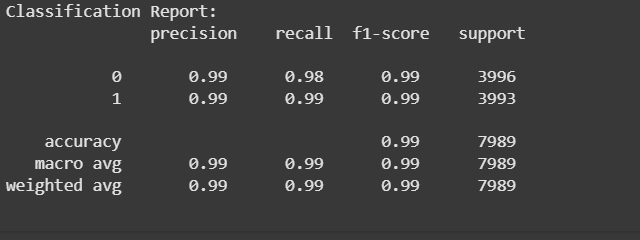 Classification Report:
precision recall f1-score support
0 0.99 0.98 0.99 3996
1 0.99 0.99 0.99 3993
accuracy 0.99 7989
macro avg 0.99 0.99 0.99 7989
weighted avg 0.99 0.99 0.99 7989